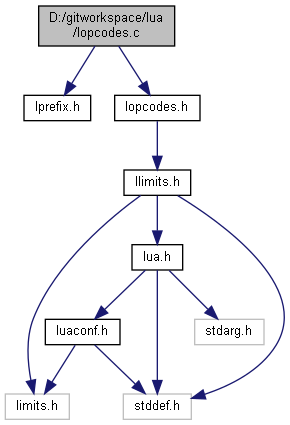 D:/gitworkspace/lua
/lopcodes.c
lprefix.h
lopcodes.h
llimits.h
lua.h
luaconf.h
stdarg.h
limits.h
stddef.h